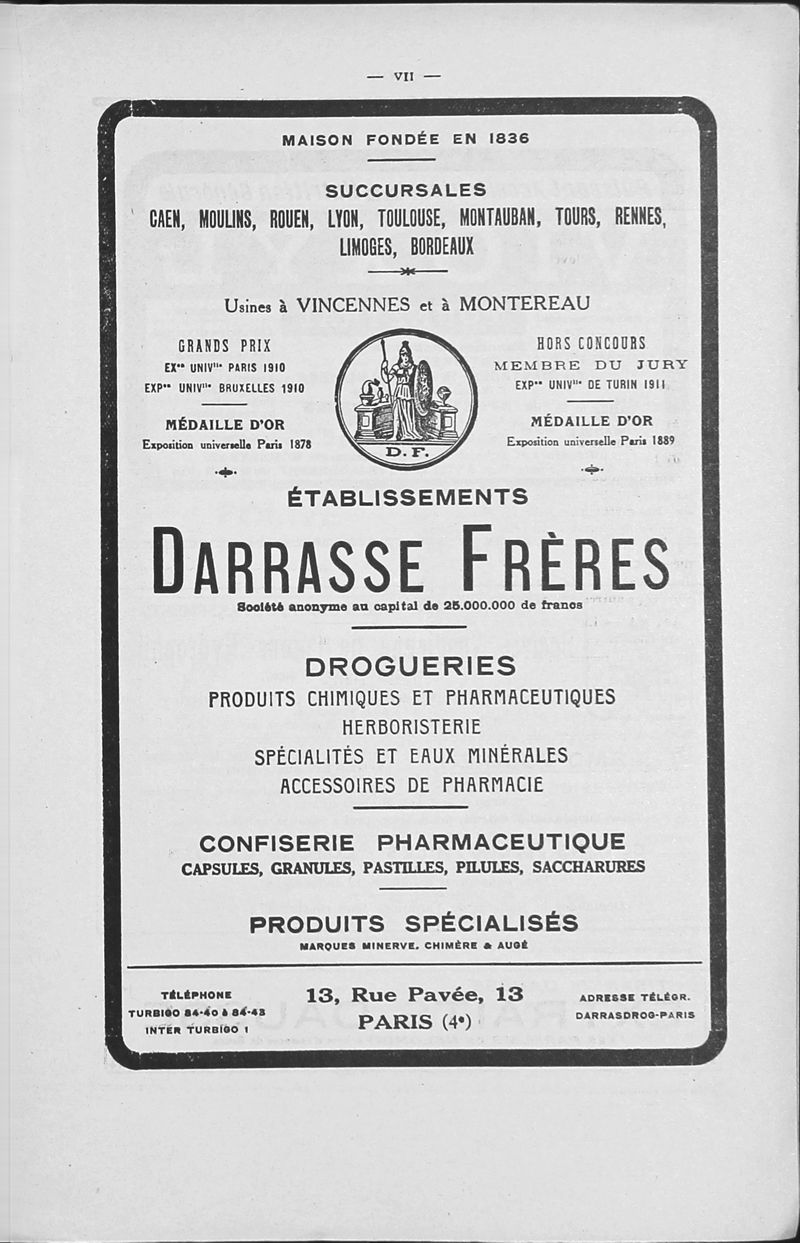 — VII —
MAISON FONDÉE EN 1836
SUCCURSALES
CAEN, MOULINS, ROUEN, LYON, TOULOUSE, MONTAUBAN, TOURS, RENNES,
LIMOGES, BORDEAUX
Usines à VINCENNES et à MONTEREAU
GRANDS PRIX
EXᵒⁿ UNIVˡˡᵉ PARIS 1910
EXPᵒⁿ UNIVˡˡᵉ BRUXELLES 1910
MÉDAILLE D'OR
Exposition universelle Paris 1878
D. F.
HORS CONCOURS
MEMBRE DU JURY
EXPᵒⁿ UNIVˡˡᵉ DE TURIN 1911
MÉDAILLE D'OR
Exposition universelle Paris 1889
ÉTABLISSEMENTS
DARRASSE FRÈRES
Société anonyme au capital de 25.000.000 de francs
DROGUERIES
PRODUITS CHIMIQUES ET PHARMACEUTIQUES
HERBORISTERIE
SPÉCIALITÉS ET EAUX MINÉRALES
ACCESSOIRES DE PHARMACIE
CONFISERIE PHARMACEUTIQUE
CAPSULES, GRANULES, PASTILLES, PILULES, SACCHARURES
PRODUITS SPÉCIALISÉS
MARQUES MINERVE, CHIMÈRE & AUGÉ
TÉLÉPHONE
TURBIGO 84-40 à 84-43
INTER TURBIGO 1
13, Rue Pavée, 13
PARIS (4ᵉ)
ADRESSE TÉLÉGR.
DARRASDROG-PARIS